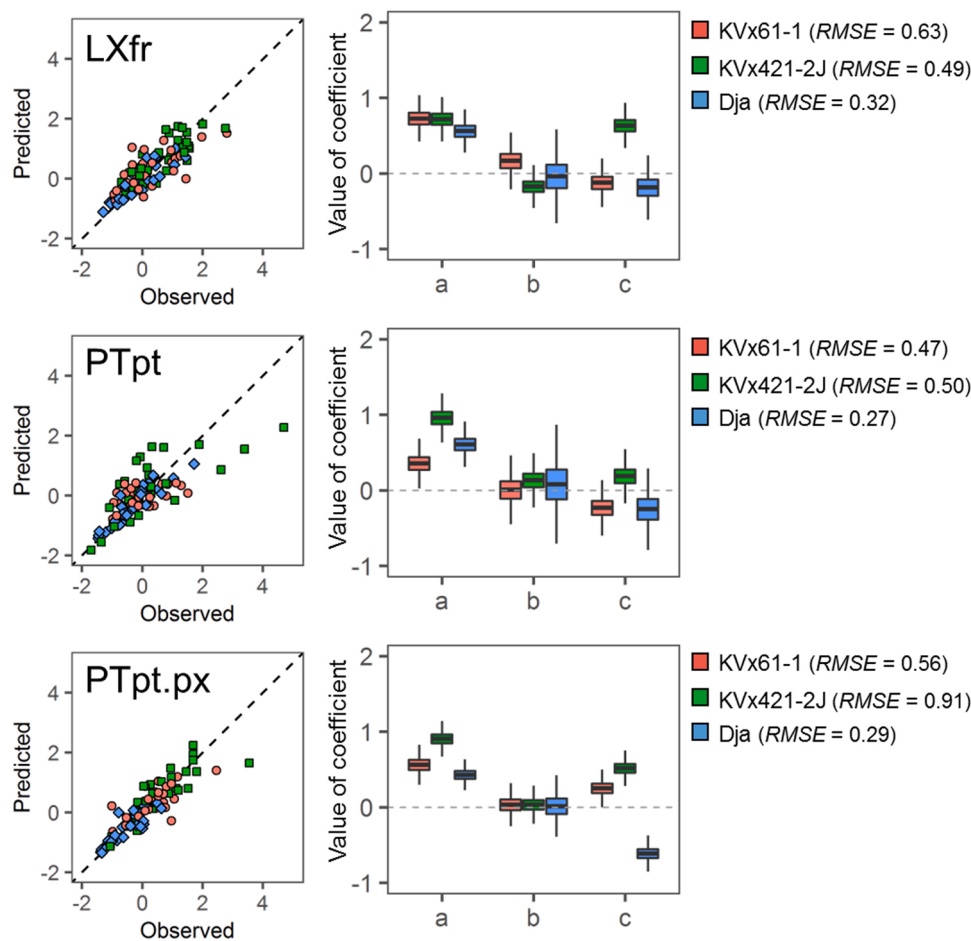 LXfr
Predicted
4
2
0
-2
-2 0 2 4
Observed
Value of coefficient
2
1
0
-1
a b c
KVx61-1 (RMSE = 0.63)
KVx421-2J (RMSE = 0.49)
Dja (RMSE = 0.32)
PTpt
Predicted
4
2
0
-2
-2 0 2 4
Observed
Value of coefficient
2
1
0
-1
a b c
KVx61-1 (RMSE = 0.47)
KVx421-2J (RMSE = 0.50)
Dja (RMSE = 0.27)
PTpt.px
Predicted
4
2
0
-2
-2 0 2 4
Observed
Value of coefficient
2
1
0
-1
a b c
KVx61-1 (RMSE = 0.56)
KVx421-2J (RMSE = 0.91)
Dja (RMSE = 0.29)